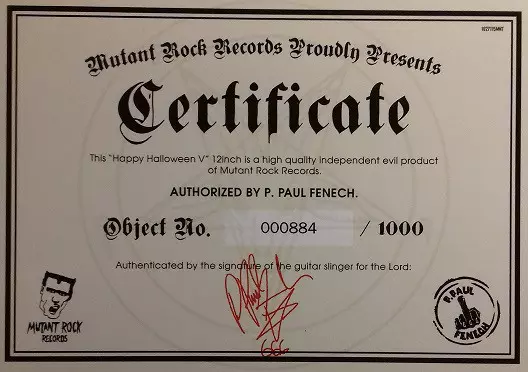 Mutant Rock Records Proudly Presents
Certificate
This "Happy Halloween V" 12inch is a high quality independent evil product
of Mutant Rock Records.
AUTHORIZED BY P. PAUL FENECH.
Object No. 000884 / 1000
Authenticated by the signature of the guitar slinger for the Lord:
666
MUTANT ROCK
RECORDS
P.PAUL
FENECH